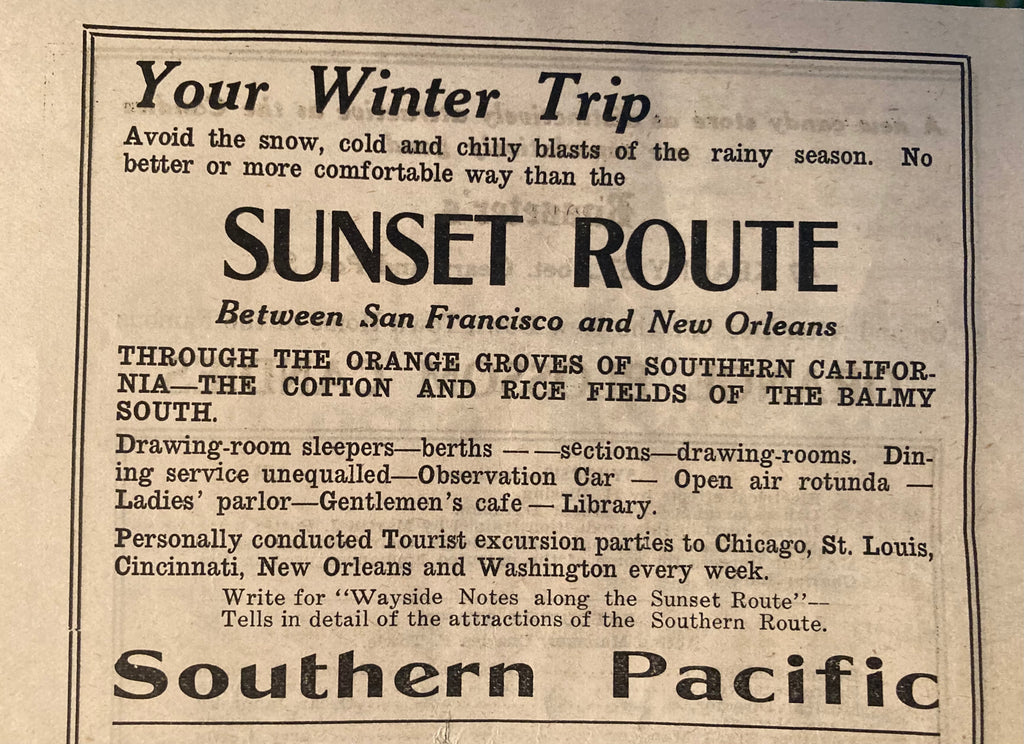 Your Winter Trip
Avoid the snow, cold and chilly blasts of the rainy season. No
better or more comfortable way than the
SUNSET ROUTE
Between San Francisco and New Orleans
THROUGH THE ORANGE GROVES OF SOUTHERN CALIFOR-
NIA—THE COTTON AND RICE FIELDS OF THE BALMY
SOUTH.
Drawing-room sleepers—berths — —sections—drawing-rooms. Din-
ing service unequalled—Observation Car — Open air rotunda —
Ladies' parlor—Gentlemen's cafe — Library.
Personally conducted Tourist excursion parties to Chicago, St. Louis,
Cincinnati, New Orleans and Washington every week.
Write for "Wayside Notes along the Sunset Route"—
Tells in detail of the attractions of the Southern Route.
Southern Pacific